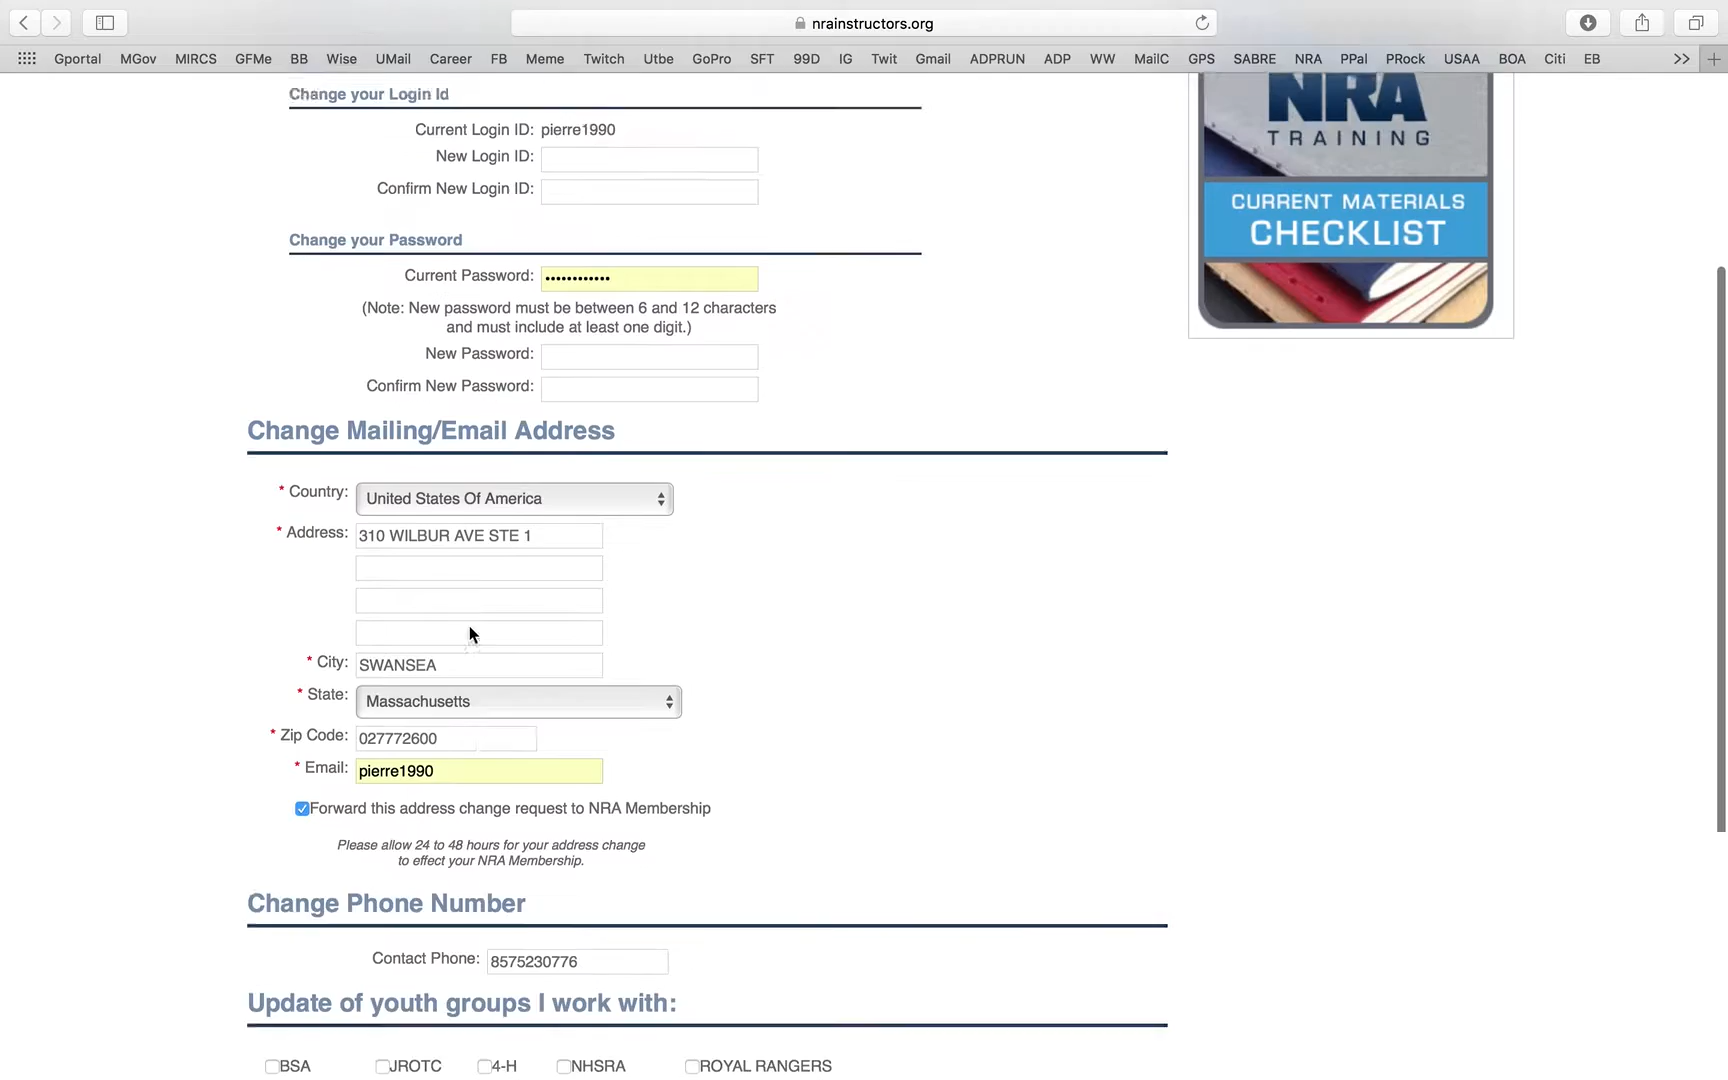 nrainstructors.org
Gportal MGov MIRCS GFMe BB Wise UMail Career FB Meme Twitch Utbe GoPro SFT 99D IG Twit Gmail ADPRUN ADP WW MailC GPS SABRE NRA PPal PRock USAA BOA Citi EB >> +
Change your Login Id
Current Login ID: pierre1990
New Login ID:
Confirm New Login ID:
Change your Password
Current Password: ••••••••••••
(Note: New password must be between 6 and 12 characters
and must include at least one digit.)
New Password:
Confirm New Password:
Change Mailing/Email Address
* Country: United States Of America
* Address: 310 WILBUR AVE STE 1
* City: SWANSEA
* State: Massachusetts
* Zip Code: 027772600
* Email: pierre1990
Forward this address change request to NRA Membership
Please allow 24 to 48 hours for your address change
to effect your NRA Membership.
Change Phone Number
Contact Phone: 8575230776
Update of youth groups I work with:
BSA JROTC 4-H NHSRA ROYAL RANGERS
NRA
TRAINING
CURRENT MATERIALS
CHECKLIST